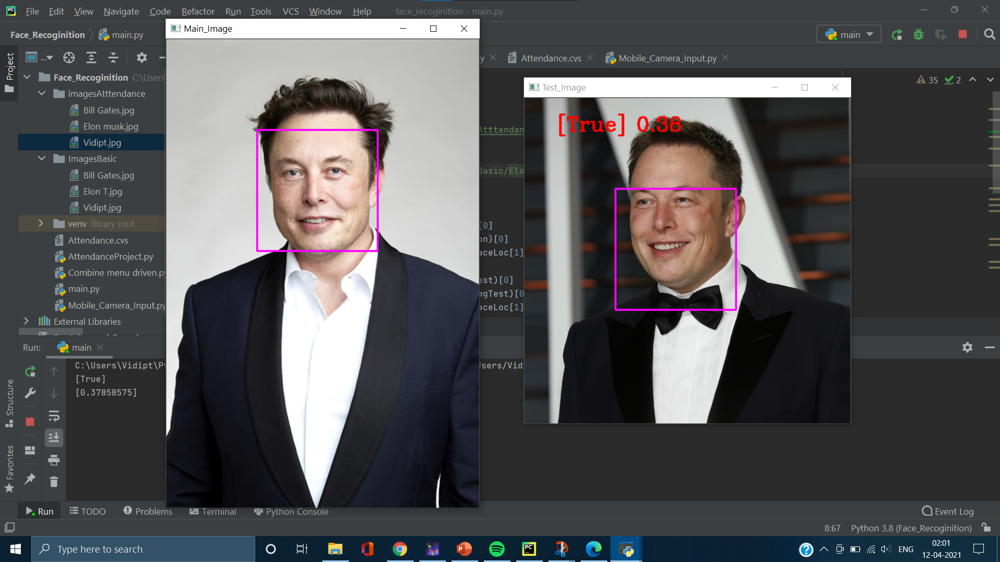 File Edit View Navigate Code Refactor Run Tools VCS Window Help face_recoginition - main.py
Face_Recoginition main.py
main
Main_Image
Project
...
y Attendance.cvs Mobile_Camera_Input.py
Face_Recoginition C:\Users
35 2
imagesAtttendance
Bill Gates.jpg
Elon musk.jpg
Vidipt.jpg
ImagesBasic
Bill Gates.jpg
Elon T.jpg
Vidipt.jpg
venv library root
Attendance.cvs
AttendanceProject.py
Combine menu driven.py
main.py
Mobile_Camera_Input.py
External Libraries
Test_Image
[True] 0.38
Atttendan
Basic/Elo
[0]
on)[0]
aceLoc[1]
est)[0]
mgTest)[0
aceLoc[1]
Run: main
C:\Users\Vidipt\Py
sers/Vid
[True]
[0.37858575]
Structure
Favorites
Run TODO Problems Terminal Python Console Event Log
8:67 Python 3.8 (Face_Recoginition)
Type here to search
ENG
02:01
12-04-2021